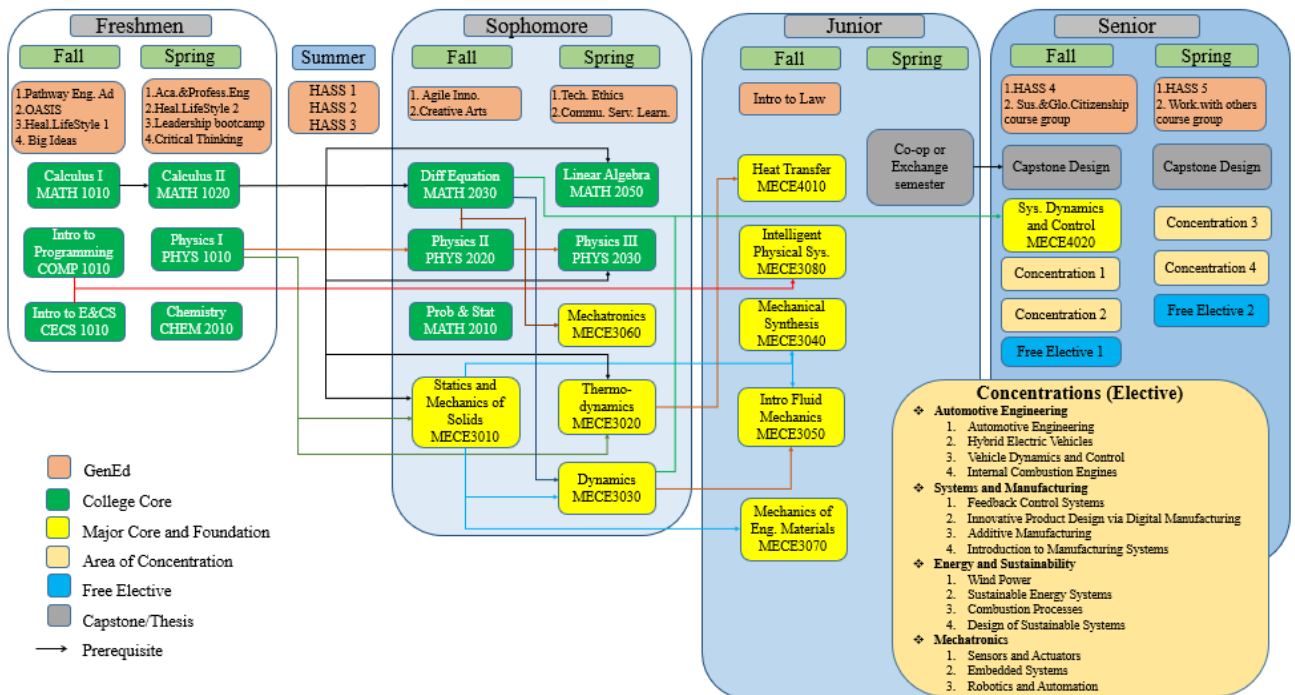 Freshmen
Fall
Spring
1.Pathway Eng. Ad
2.OASIS
3.Heal.LifeStyle 1
4. Big Ideas
1.Aca.&Profess.Eng
2.Heal.LifeStyle 2
3.Leadership bootcamp
4.Critical Thinking
Calculus I
MATH 1010
Calculus II
MATH 1020
Intro to
Programming
COMP 1010
Physics I
PHYS 1010
Intro to E&CS
CECS 1010
Chemistry
CHEM 2010
Summer
HASS 1
HASS 2
HASS 3
Sophomore
Fall
Spring
1. Agile Inno.
2.Creative Arts
1.Tech. Ethics
2.Commu. Serv. Learn.
Diff Equation
MATH 2030
Linear Algebra
MATH 2050
Physics II
PHYS 2020
Physics III
PHYS 2030
Prob & Stat
MATH 2010
Mechatronics
MECE3060
Statics and
Mechanics of
Solids
MECE3010
Thermo-
dynamics
MECE3020
Dynamics
MECE3030
Junior
Fall
Spring
Intro to Law
Heat Transfer
MECE4010
Co-op or
Exchange
semester
Intelligent
Physical Sys.
MECE3080
Mechanical
Synthesis
MECE3040
Intro Fluid
Mechanics
MECE3050
Mechanics of
Eng. Materials
MECE3070
Senior
Fall
Spring
1.HASS 4
2. Sus.&Glo.Citizenship
course group
1.HASS 5
2. Work.with others
course group
Capstone Design
Capstone Design
Sys. Dynamics
and Control
MECE4020
Concentration 3
Concentration 1
Concentration 4
Concentration 2
Free Elective 2
Free Elective 1
Concentrations (Elective)
❖ Automotive Engineering
1. Automotive Engineering
2. Hybrid Electric Vehicles
3. Vehicle Dynamics and Control
4. Internal Combustion Engines
❖ Systems and Manufacturing
1. Feedback Control Systems
2. Innovative Product Design via Digital Manufacturing
3. Additive Manufacturing
4. Introduction to Manufacturing Systems
❖ Energy and Sustainability
1. Wind Power
2. Sustainable Energy Systems
3. Combustion Processes
4. Design of Sustainable Systems
❖ Mechatronics
1. Sensors and Actuators
2. Embedded Systems
3. Robotics and Automation
GenEd
College Core
Major Core and Foundation
Area of Concentration
Free Elective
Capstone/Thesis
Prerequisite